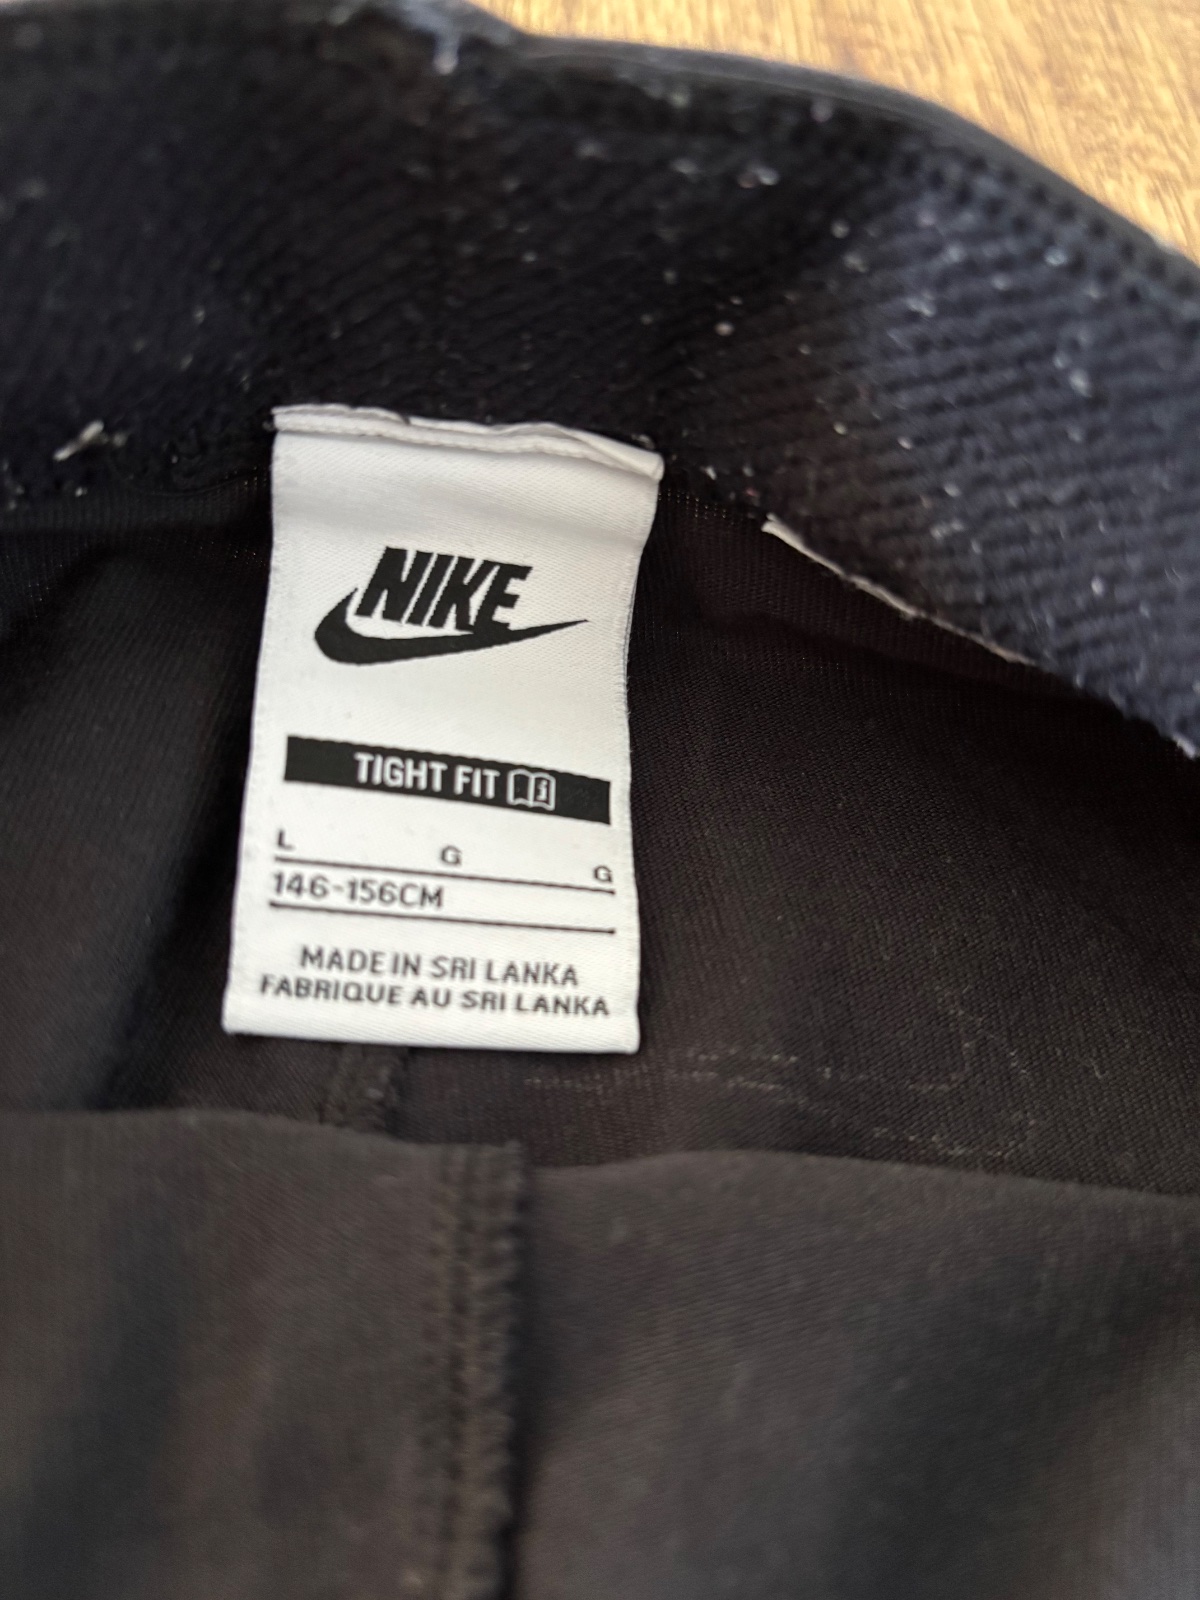 NIKE
TIGHT FIT
L G G
146-156CM
MADE IN SRI LANKA
FABRIQUE AU SRI LANKA